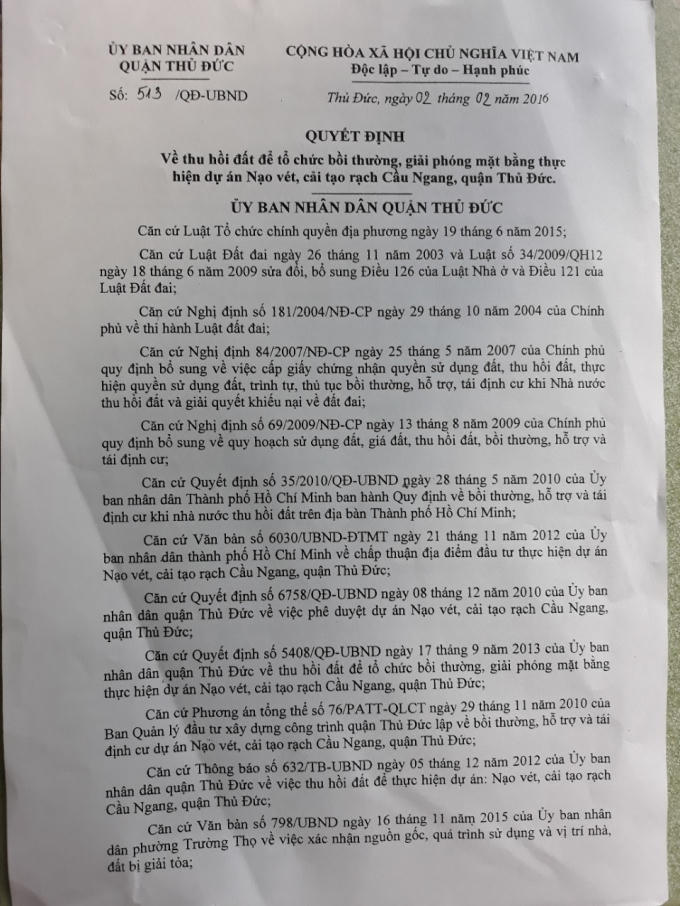 ỦY BAN NHÂN DÂN
QUẬN THỦ ĐỨC
Số: 513 /QĐ-UBND
CỘNG HÒA XÃ HỘI CHỦ NGHĨA VIỆT NAM
Độc lập – Tự do – Hạnh phúc
Thủ Đức, ngày 02 tháng 02 năm 2016
QUYẾT ĐỊNH
Về thu hồi đất để tổ chức bồi thường, giải phóng mặt bằng thực
hiện dự án Nạo vét, cải tạo rạch Cầu Ngang, quận Thủ Đức.
ỦY BAN NHÂN DÂN QUẬN THỦ ĐỨC
Căn cứ Luật Tổ chức chính quyền địa phương ngày 19 tháng 6 năm 2015;
Căn cứ Luật Đất đai ngày 26 tháng 11 năm 2003 và Luật số 34/2009/QH12
ngày 18 tháng 6 năm 2009 sửa đổi, bổ sung Điều 126 của Luật Nhà ở và Điều 121 của
Luật Đất đai;
Căn cứ Nghị định số 181/2004/NĐ-CP ngày 29 tháng 10 năm 2004 của Chính
phủ về thi hành Luật đất đai;
Căn cứ Nghị định 84/2007/NĐ-CP ngày 25 tháng 5 năm 2007 của Chính phủ
quy định bổ sung về việc cấp giấy chứng nhận quyền sử dụng đất, thu hồi đất, thực
hiện quyền sử dụng đất, trình tự, thủ tục bồi thường, hỗ trợ, tái định cư khi Nhà nước
thu hồi đất và giải quyết khiếu nại về đất đai;
Căn cứ Nghị định số 69/2009/NĐ-CP ngày 13 tháng 8 năm 2009 của Chính phủ
quy định bổ sung về quy hoạch sử dụng đất, giá đất, thu hồi đất, bồi thường, hỗ trợ và
tái định cư;
Căn cứ Quyết định số 35/2010/QĐ-UBND ngày 28 tháng 5 năm 2010 của Ủy
ban nhân dân Thành phố Hồ Chí Minh ban hành Quy định về bồi thường, hỗ trợ và tái
định cư khi nhà nước thu hồi đất trên địa bàn Thành phố Hồ Chí Minh;
Căn cứ Văn bản số 6030/UBND-ĐTMT ngày 21 tháng 11 năm 2012 của Ủy
ban nhân dân thành phố Hồ Chí Minh về chấp thuận địa điểm đầu tư thực hiện dự án
Nạo vét, cải tạo rạch Cầu Ngang, quận Thủ Đức;
Căn cứ Quyết định số 6758/QĐ-UBND ngày 08 tháng 12 năm 2010 của Ủy ban
nhân dân quận Thủ Đức về việc phê duyệt dự án Nạo vét, cải tạo rạch Cầu Ngang,
quận Thủ Đức;
Căn cứ Quyết định số 5408/QĐ-UBND ngày 17 tháng 9 năm 2013 của Ủy ban
nhân dân quận Thủ Đức về thu hồi đất để tổ chức bồi thường, giải phóng mặt bằng
thực hiện dự án Nạo vét, cải tạo rạch Cầu Ngang, quận Thủ Đức;
Căn cứ Phương án tổng thể số 76/PATT-QLCT ngày 29 tháng 11 năm 2010 của
Ban Quản lý đầu tư xây dựng công trình quận Thủ Đức lập về bồi thường, hỗ trợ và tái
định cư dự án Nạo vét, cải tạo rạch Cầu Ngang, quận Thủ Đức;
Căn cứ Thông báo số 632/TB-UBND ngày 05 tháng 12 năm 2012 của Ủy ban
nhân dân quận Thủ Đức về việc thu hồi đất để thực hiện dự án: Nạo vét, cải tạo rạch
Cầu Ngang, quận Thủ Đức;
Căn cứ Văn bản số 798/UBND ngày 16 tháng 11 năm 2015 của Ủy ban nhân
dân phường Trường Thọ về việc xác nhận nguồn gốc, quá trình sử dụng và vị trí nhà,
đất bị giải tỏa;